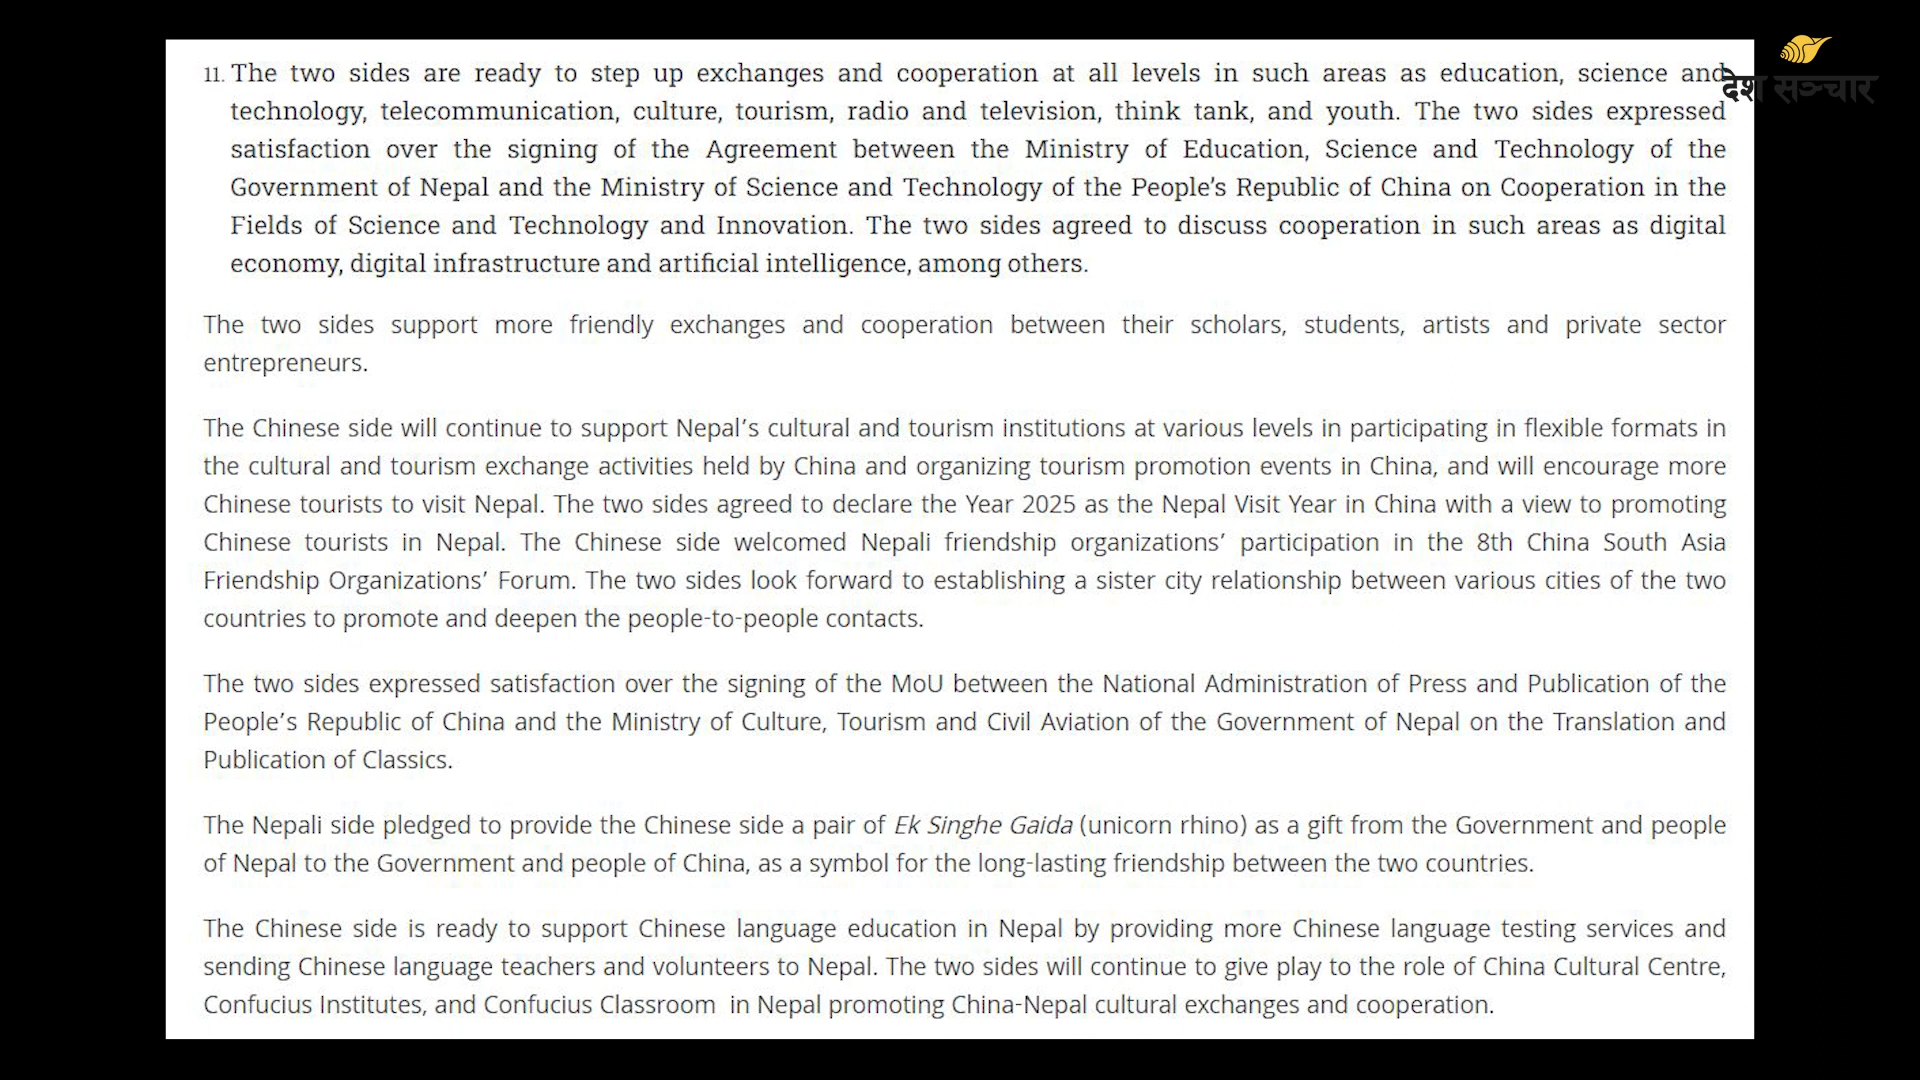 11. The two sides are ready to step up exchanges and cooperation at all levels in such areas as education, science and
technology, telecommunication, culture, tourism, radio and television, think tank, and youth. The two sides expressed
satisfaction over the signing of the Agreement between the Ministry of Education, Science and Technology of the
Government of Nepal and the Ministry of Science and Technology of the People’s Republic of China on Cooperation in the
Fields of Science and Technology and Innovation. The two sides agreed to discuss cooperation in such areas as digital
economy, digital infrastructure and artificial intelligence, among others.
The two sides support more friendly exchanges and cooperation between their scholars, students, artists and private sector
entrepreneurs.
The Chinese side will continue to support Nepal’s cultural and tourism institutions at various levels in participating in flexible formats in
the cultural and tourism exchange activities held by China and organizing tourism promotion events in China, and will encourage more
Chinese tourists to visit Nepal. The two sides agreed to declare the Year 2025 as the Nepal Visit Year in China with a view to promoting
Chinese tourists in Nepal. The Chinese side welcomed Nepali friendship organizations’ participation in the 8th China South Asia
Friendship Organizations’ Forum. The two sides look forward to establishing a sister city relationship between various cities of the two
countries to promote and deepen the people-to-people contacts.
The two sides expressed satisfaction over the signing of the MoU between the National Administration of Press and Publication of the
People’s Republic of China and the Ministry of Culture, Tourism and Civil Aviation of the Government of Nepal on the Translation and
Publication of Classics.
The Nepali side pledged to provide the Chinese side a pair of Ek Singhe Gaida (unicorn rhino) as a gift from the Government and people
of Nepal to the Government and people of China, as a symbol for the long-lasting friendship between the two countries.
The Chinese side is ready to support Chinese language education in Nepal by providing more Chinese language testing services and
sending Chinese language teachers and volunteers to Nepal. The two sides will continue to give play to the role of China Cultural Centre,
Confucius Institutes, and Confucius Classroom in Nepal promoting China-Nepal cultural exchanges and cooperation.
देश सञ्चार